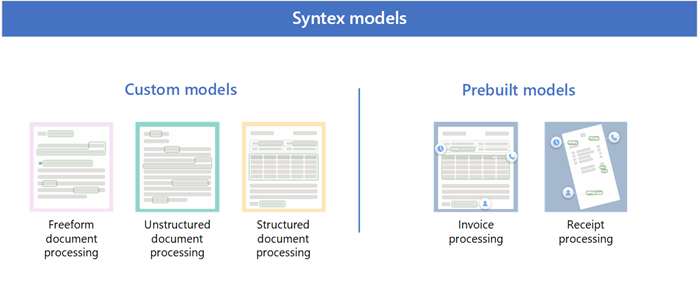 Syntex models
Custom models
Prebuilt models
Freeform
document
processing
Unstructured
document
processing
Structured
document
processing
Invoice
processing
Receipt
processing